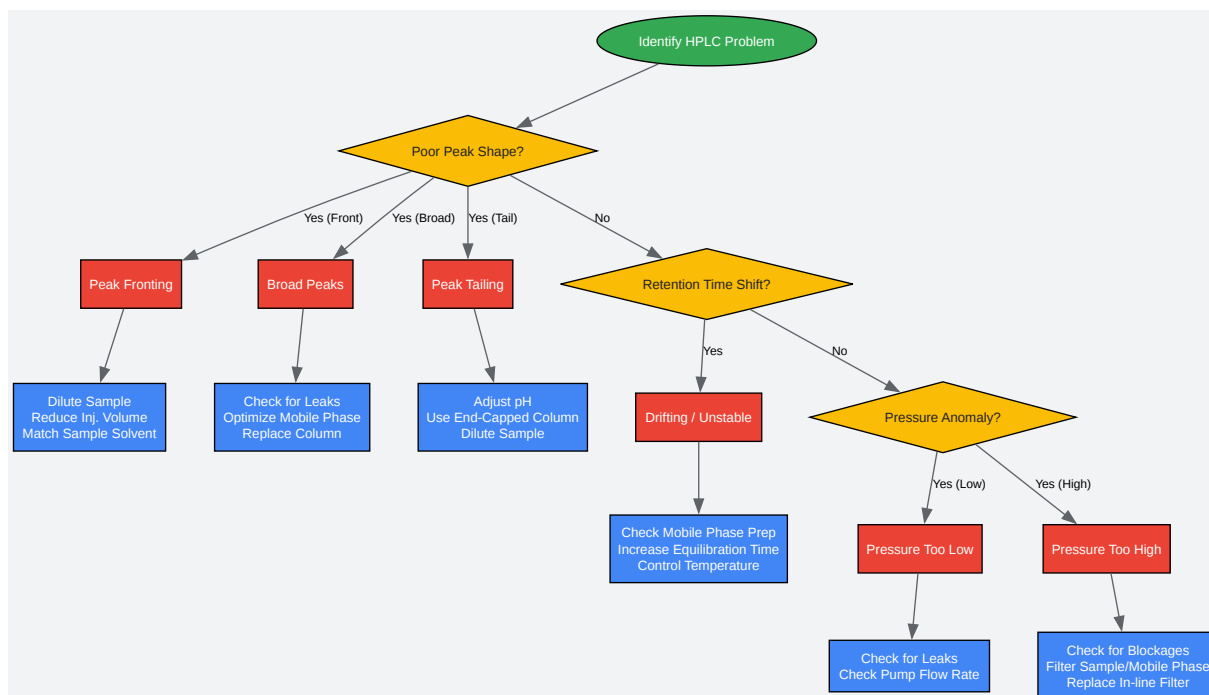 Identify HPLC Problem
Poor Peak Shape?
Yes (Front)
Yes (Broad)
Yes (Tail)
No
Peak Fronting
Broad Peaks
Peak Tailing
Retention Time Shift?
Yes
No
Dilute Sample
Reduce Inj. Volume
Match Sample Solvent
Check for Leaks
Optimize Mobile Phase
Replace Column
Adjust pH
Use End-Capped Column
Dilute Sample
Drifting / Unstable
Pressure Anomaly?
Yes (Low)
Yes (High)
Check Mobile Phase Prep
Increase Equilibration Time
Control Temperature
Pressure Too Low
Pressure Too High
Check for Leaks
Check Pump Flow Rate
Check for Blockages
Filter Sample/Mobile Phase
Replace In-line Filter